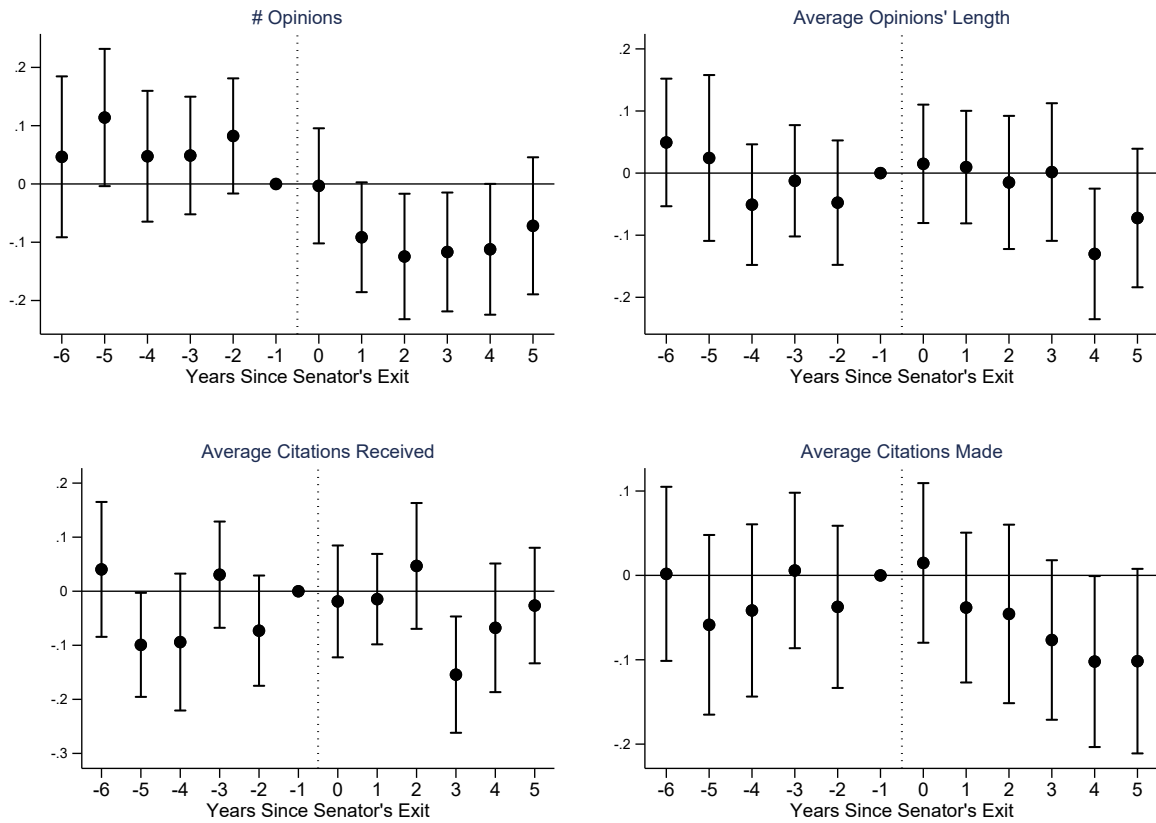 # Opinions
.2
.1
0
-.1
-.2
-6 -5 -4 -3 -2 -1 0 1 2 3 4 5
Years Since Senator's Exit
Average Opinions' Length
.2
.1
0
-.1
-.2
-6 -5 -4 -3 -2 -1 0 1 2 3 4 5
Years Since Senator's Exit
Average Citations Received
.2
.1
0
-.1
-.2
-.3
-6 -5 -4 -3 -2 -1 0 1 2 3 4 5
Years Since Senator's Exit
Average Citations Made
.1
0
-.1
-.2
-6 -5 -4 -3 -2 -1 0 1 2 3 4 5
Years Since Senator's Exit